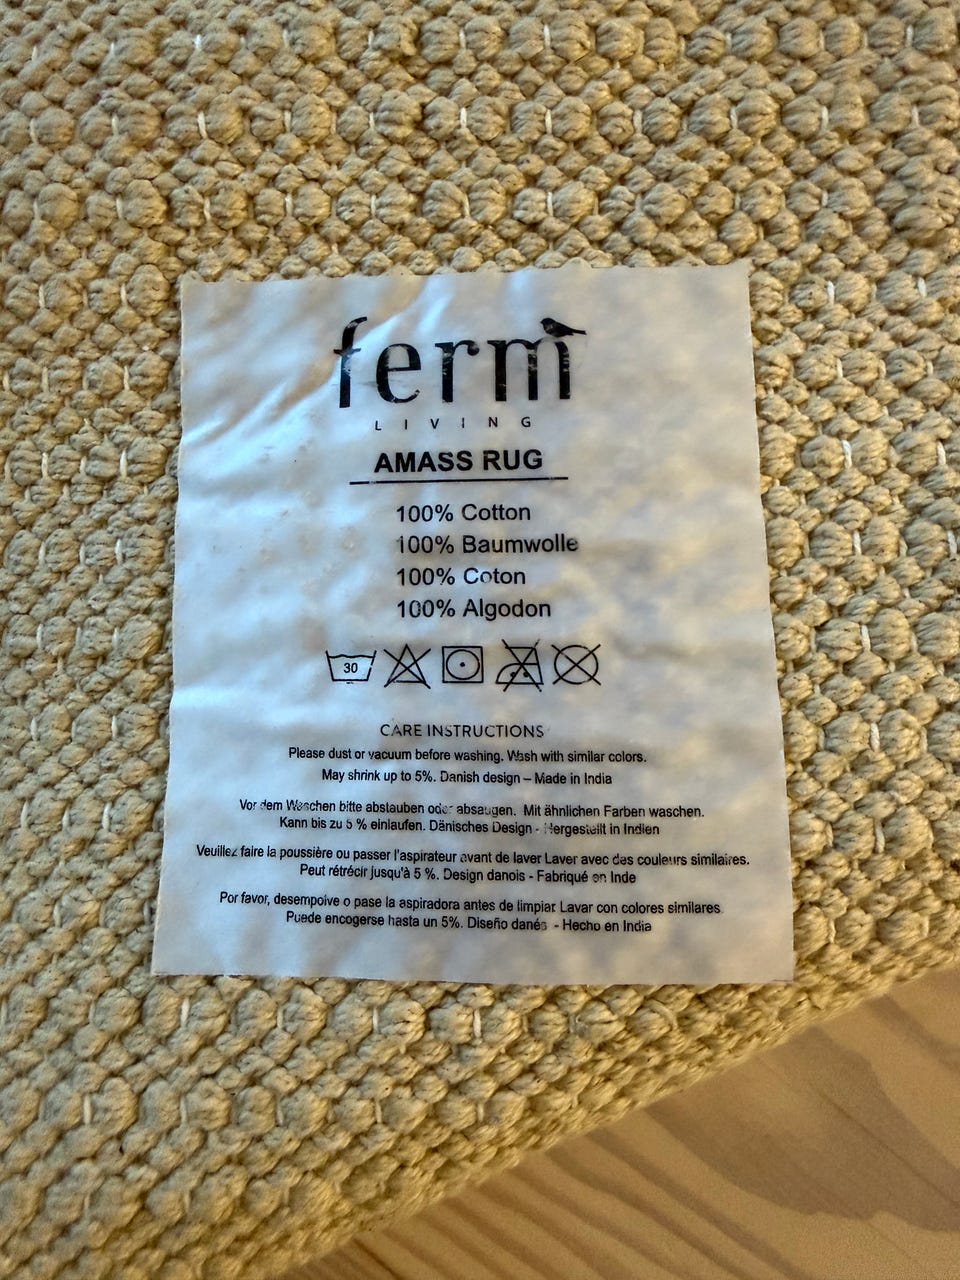 ferm
LIVING
AMASS RUG
100% Cotton
100% Baumwolle
100% Coton
100% Algodon
30
CARE INSTRUCTIONS
Please dust or vacuum before washing. Wash with similar colors.
May shrink up to 5%. Danish design – Made in India
Vor dem Waschen bitte abstauben oder absaugen. Mit ähnlichen Farben waschen.
Kann bis zu 5 % einlaufen. Dänisches Design - Hergestellt in Indien
Veuillez faire la poussière ou passer l'aspirateur avant de laver Laver avec des couleurs similaires.
Peut rétrécir jusqu'à 5 %. Design danois - Fabriqué en Inde
Por favor, desempoive o pase la aspiradora antes de limpiar. Lavar con colores similares
Puede encogerse hasta un 5%. Diseño danés - Hecho en India